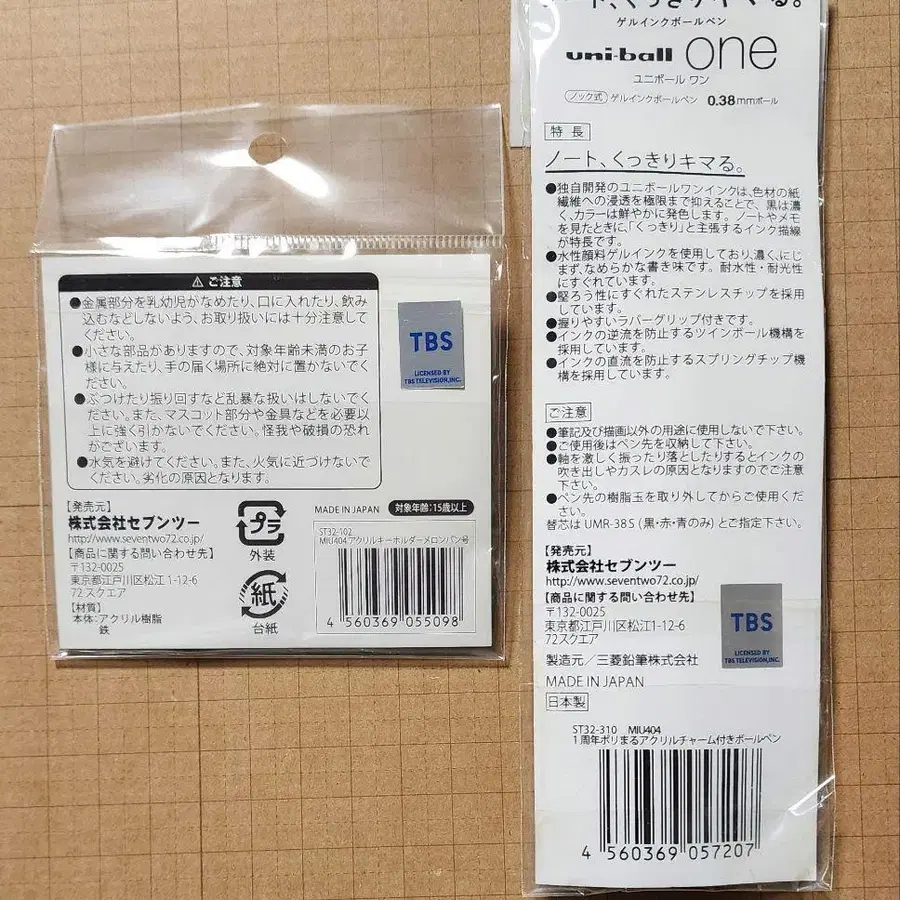 ⚠ ご注意
●金属部分を乳幼児がなめたり、口に入れたり、飲み
込むなどしないよう、お取り扱いには十分注意して
ください。
●小さな部品がありますので、対象年齢未満のお子
様に与えたり、手の届く場所に絶対に置かないでく
ださい。
●ぶつけたり振り回すなど乱暴な扱いはしないでく
ださい。また、マスコット部分や金具などを必要以
上に強く引かないでください。怪我や破損の恐れ
がございます。
●水気を避けてください。また、火気に近づけないで
ください。劣化の原因となります。
TBS
LICENSED BY
TBS TELEVISION,INC.
【発売元】
株式会社セブンツー
http://www.seventwo72.co.jp/
【商品に関する問い合わせ先】
〒132-0025
東京都江戸川区松江 1-12-6
72 スクエア
【材質】
本体：アクリル樹脂
鉄
プラ
外装
紙
台紙
MADE IN JAPAN
対象年齢：15歳以上
ST32-102
MIU404 アクリルキーホルダーメロンパン号
4 560369 055098
ノート、くっきりキマる。
ゲルインクボールペン
uni-ball one
ユニボール ワン
ノック式 ゲルインクボールペン 0.38mmボール
特 長
ノート、くっきりキマる。
●独自開発のユニボールワンインクは、色材の紙
繊維への浸透を極限まで抑えることで、黒は濃
く、カラーは鮮やかに発色します。ノートやメモ
を見たときに、「くっきり」と主張するインク描線
が特長です。
●水性顔料ゲルインクを使用しており、濃く、にじ
まず、なめらかな書き味です。耐水性・耐光性
にすぐれています。
●堅ろう性にすぐれたステンレスチップを採用
しています。
●握りやすいラバーグリップ付きです。
●インクの逆流を防止するツインボール機構を
採用しています。
●インクの直流を防止するスプリングチップ機
構を採用しています。
ご注意
●筆記及び描画以外の用途に使用しないで下さい。
●ご使用後はペン先を収納して下さい。
●軸を激しく振ったり落としたりするとインクの
吹き出しやカスレの原因となりますのでご注意
下さい。
●ペン先の樹脂玉を取り外してからご使用くだ
さい。
替芯は UMR-38S (黒・赤・青のみ) とご指定下さい。
【発売元】
株式会社セブンツー
http://www.seventwo72.co.jp/
【商品に関する問い合わせ先】
〒132-0025
東京都江戸川区松江1-12-6
72スクエア
製造元／三菱鉛筆株式会社
MADE IN JAPAN
日本製
TBS
LICENSED BY
TBS TELEVISION,INC.
ST32-310 MIU404
1周年ポリまるアクリルチャーム付きボールペン
4 560369 057207